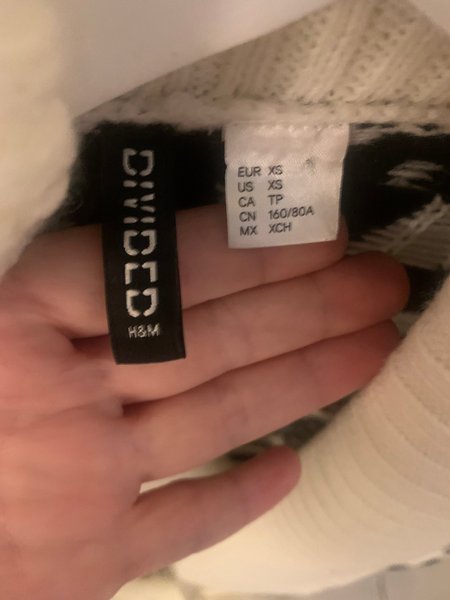 DIVIDED
H&M
EUR XS
US XS
CA TP
CN 160/80A
MX XCH